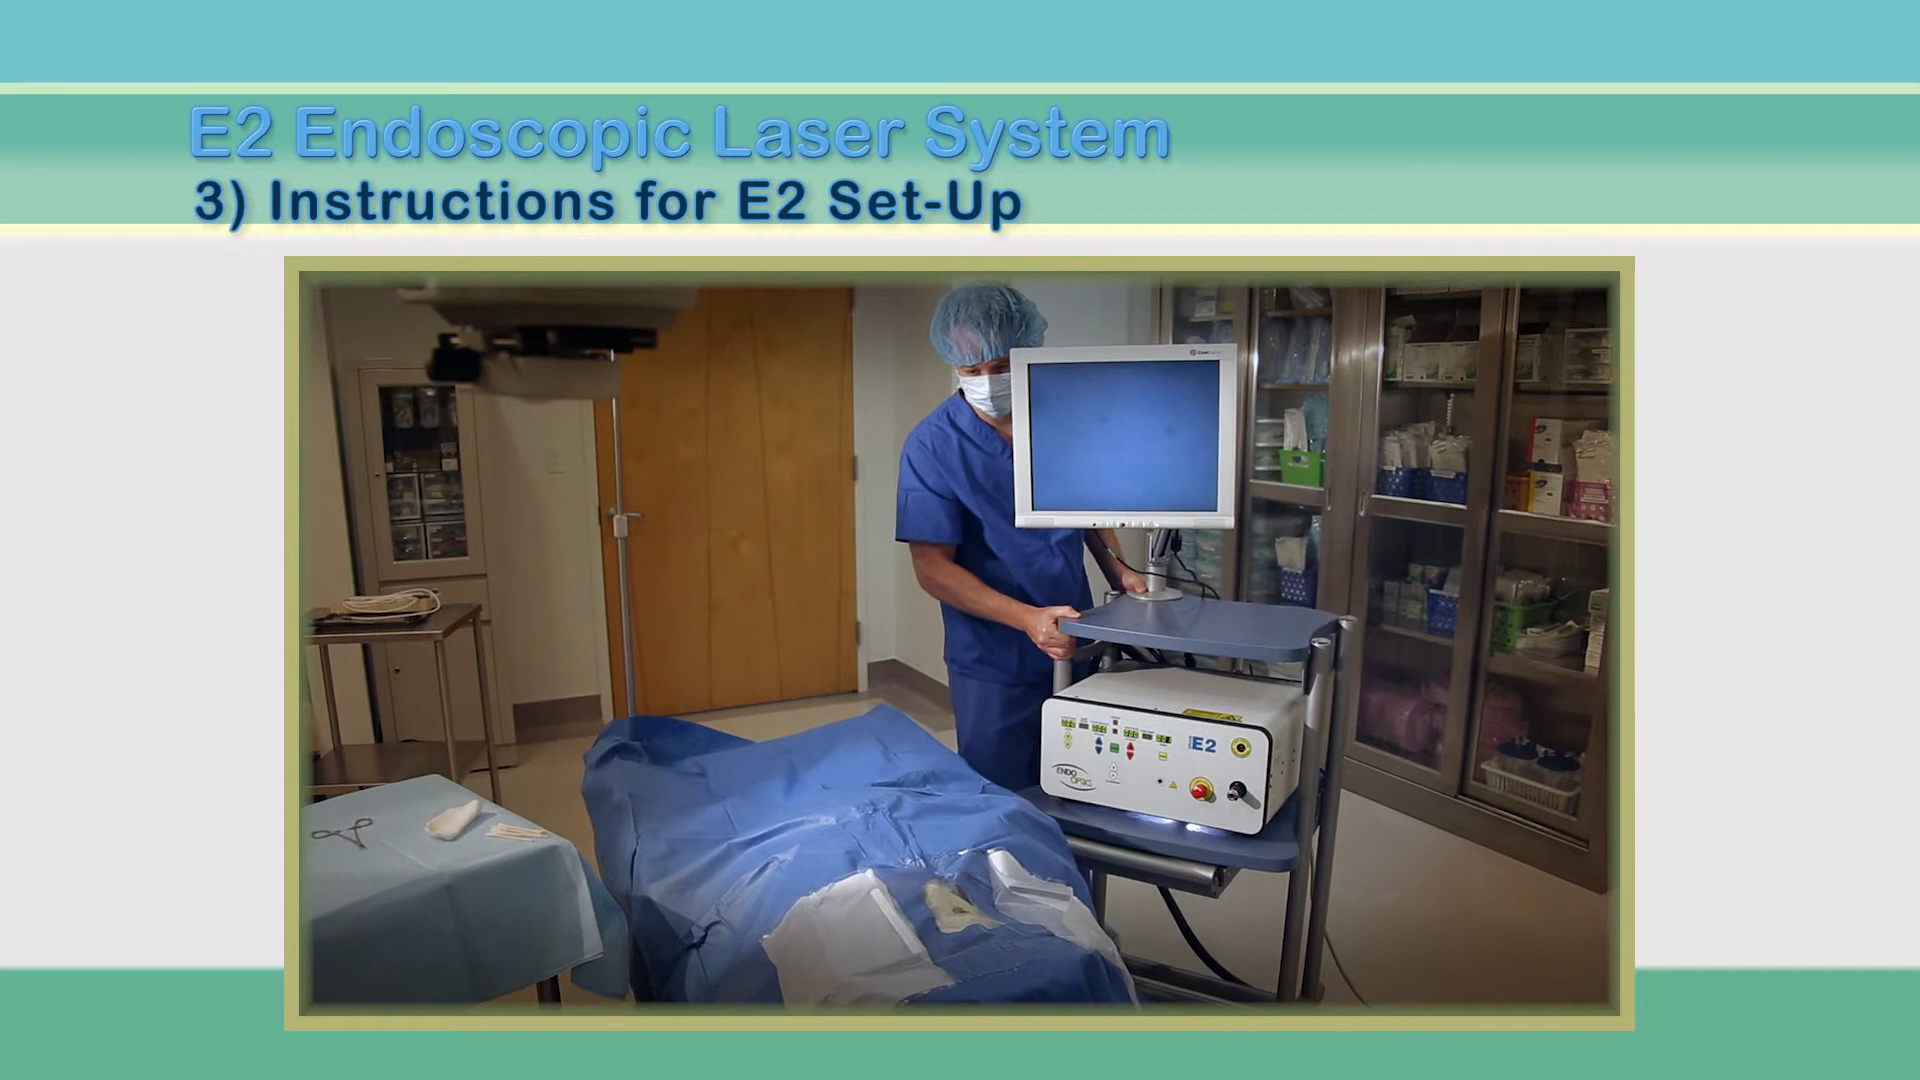 E2 Endoscopic Laser System
3) Instructions for E2 Set-Up
E2
ENDO
OPTIKS